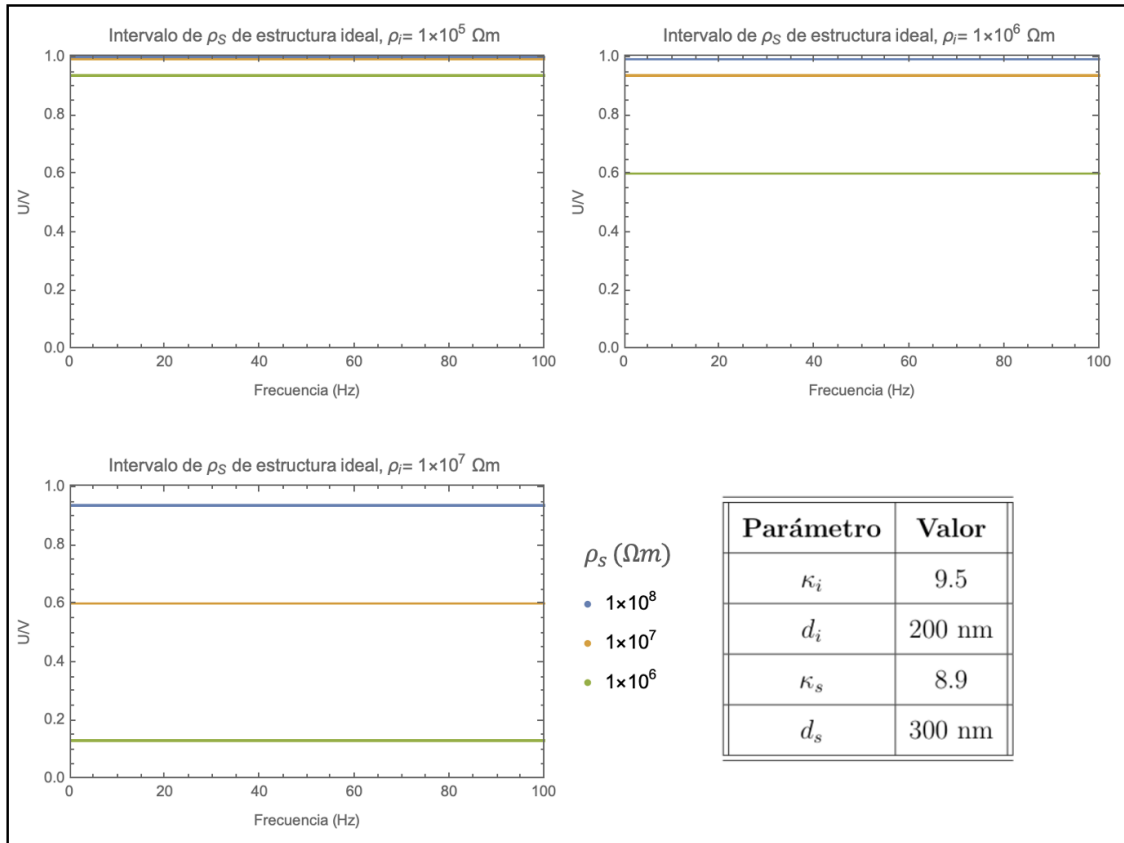 Intervalo de ρS de estructura ideal, ρi= 1×10⁵ Ωm
1.0
0.8
0.6
0.4
0.2
0.0
U/V
0 20 40 60 80 100
Frecuencia (Hz)
Intervalo de ρS de estructura ideal, ρi= 1×10⁶ Ωm
1.0
0.8
0.6
0.4
0.2
0.0
U/V
0 20 40 60 80 100
Frecuencia (Hz)
Intervalo de ρS de estructura ideal, ρi= 1×10⁷ Ωm
1.0
0.8
0.6
0.4
0.2
0.0
U/V
0 20 40 60 80 100
Frecuencia (Hz)
ρs (Ωm)
1×10⁸
1×10⁷
1×10⁶
Parámetro Valor
κi 9.5
di 200 nm
κs 8.9
ds 300 nm